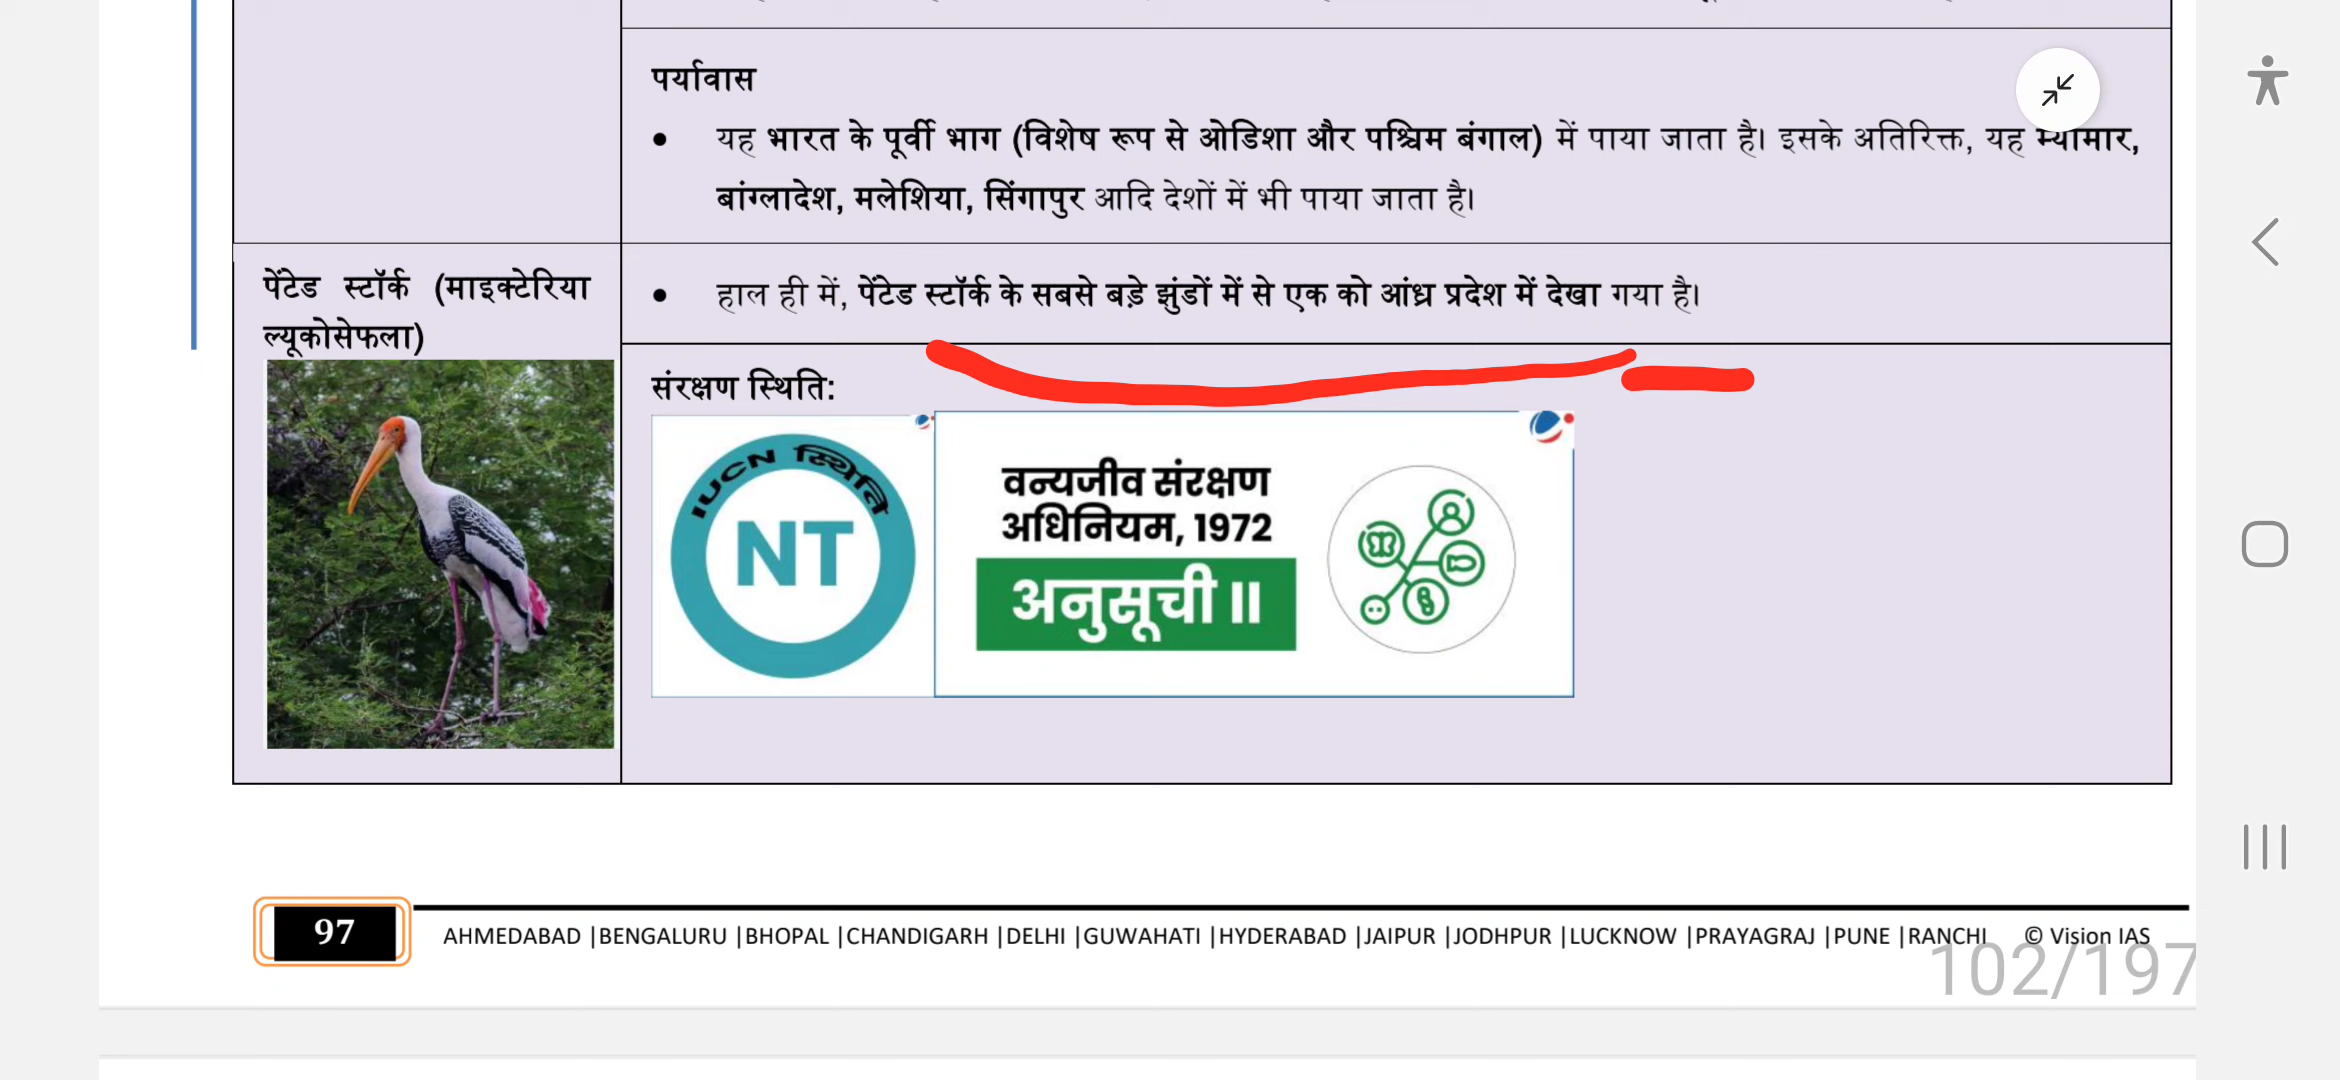 पर्यावास
• यह भारत के पूर्वी भाग (विशेष रूप से ओडिशा और पश्चिम बंगाल) में पाया जाता है। इसके अतिरिक्त, यह म्यांमार,
बांग्लादेश, मलेशिया, सिंगापुर आदि देशों में भी पाया जाता है।
पेंटेड स्टॉर्क (माइक्टेरिया
ल्यूकोसेफला)
• हाल ही में, पेंटेड स्टॉर्क के सबसे बड़े झुंडों में से एक को आंध्र प्रदेश में देखा गया है।
संरक्षण स्थिति:
IUCN स्थिति
NT
वन्यजीव संरक्षण
अधिनियम, 1972
अनुसूची II
97
AHMEDABAD |BENGALURU |BHOPAL |CHANDIGARH |DELHI |GUWAHATI |HYDERABAD |JAIPUR |JODHPUR |LUCKNOW |PRAYAGRAJ |PUNE |RANCHI © Vision IAS
102/197